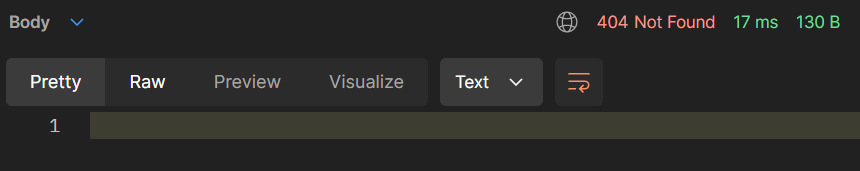 Body 404 Not Found 17 ms 130 B
Pretty Raw Preview Visualize Text
1